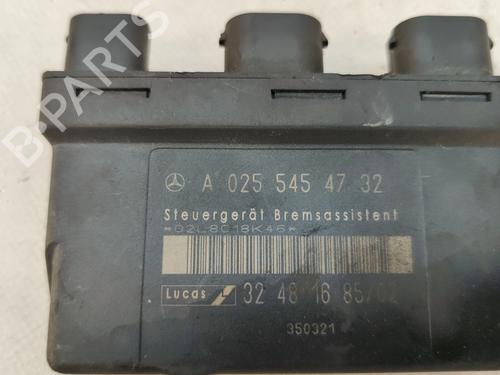 A 025 545 47 32
Steuergerät Bremsassistent
*02L8C18K46*
Lucas 32 48 16 85/02
350321
B-PARTS